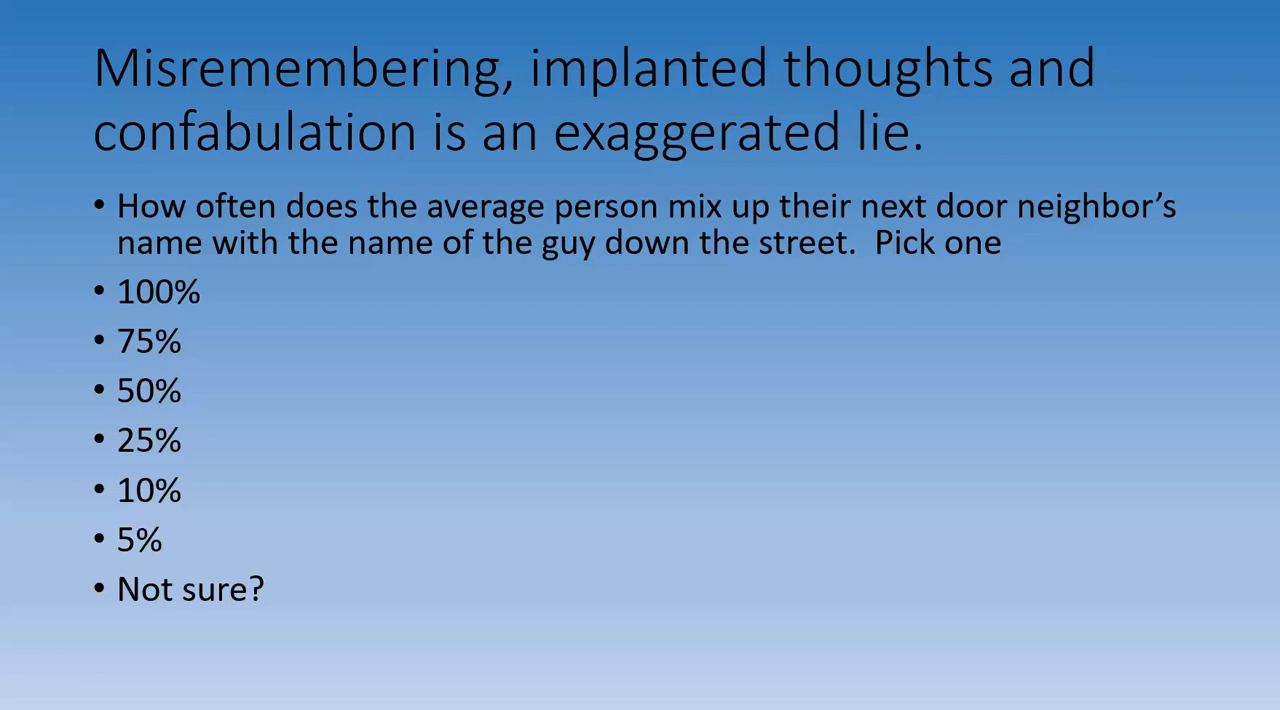 Misremembering, implanted thoughts and
confabulation is an exaggerated lie.
• How often does the average person mix up their next door neighbor's
name with the name of the guy down the street.  Pick one
• 100%
• 75%
• 50%
• 25%
• 10%
• 5%
• Not sure?